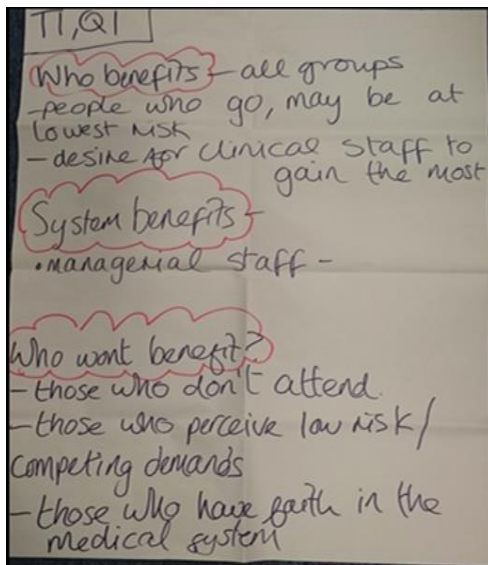 T1, Q1
Who benefits - all groups
- people who go, may be at
lowest risk
- desire for clinical staff to
gain the most
System benefits -
• managerial staff -
Who wont benefit?
- those who don't attend.
- those who perceive low risk /
competing demands
- those who have faith in the
medical system